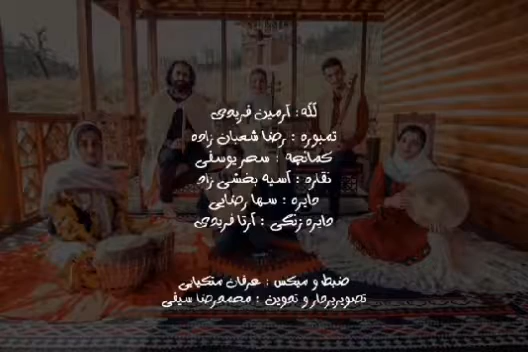 لَلِه : آرمین فریدی
تمبوره : رضا شعبان زاده
کمانچه : سحر یوسفی
نقاره : آسیه بخشی زاد
دایره : سها رضایی
دایره زنگی : آرتا فریدی
ضبط و میکس : عرفان متکیایی
تصویربردار و تدوین : محمدرضا سیفی